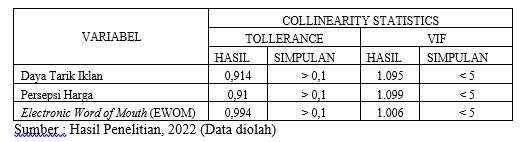 VARIABEL COLLINEARITY STATISTICS
TOLLERANCE VIF
HASIL SIMPULAN HASIL SIMPULAN
Daya Tarik Iklan 0,914 > 0,1 1.095 < 5
Persepsi Harga 0,91 > 0,1 1.099 < 5
Electronic Word of Mouth (EWOM) 0,994 > 0,1 1.006 < 5
Sumber : Hasil Penelitian, 2022 (Data diolah)